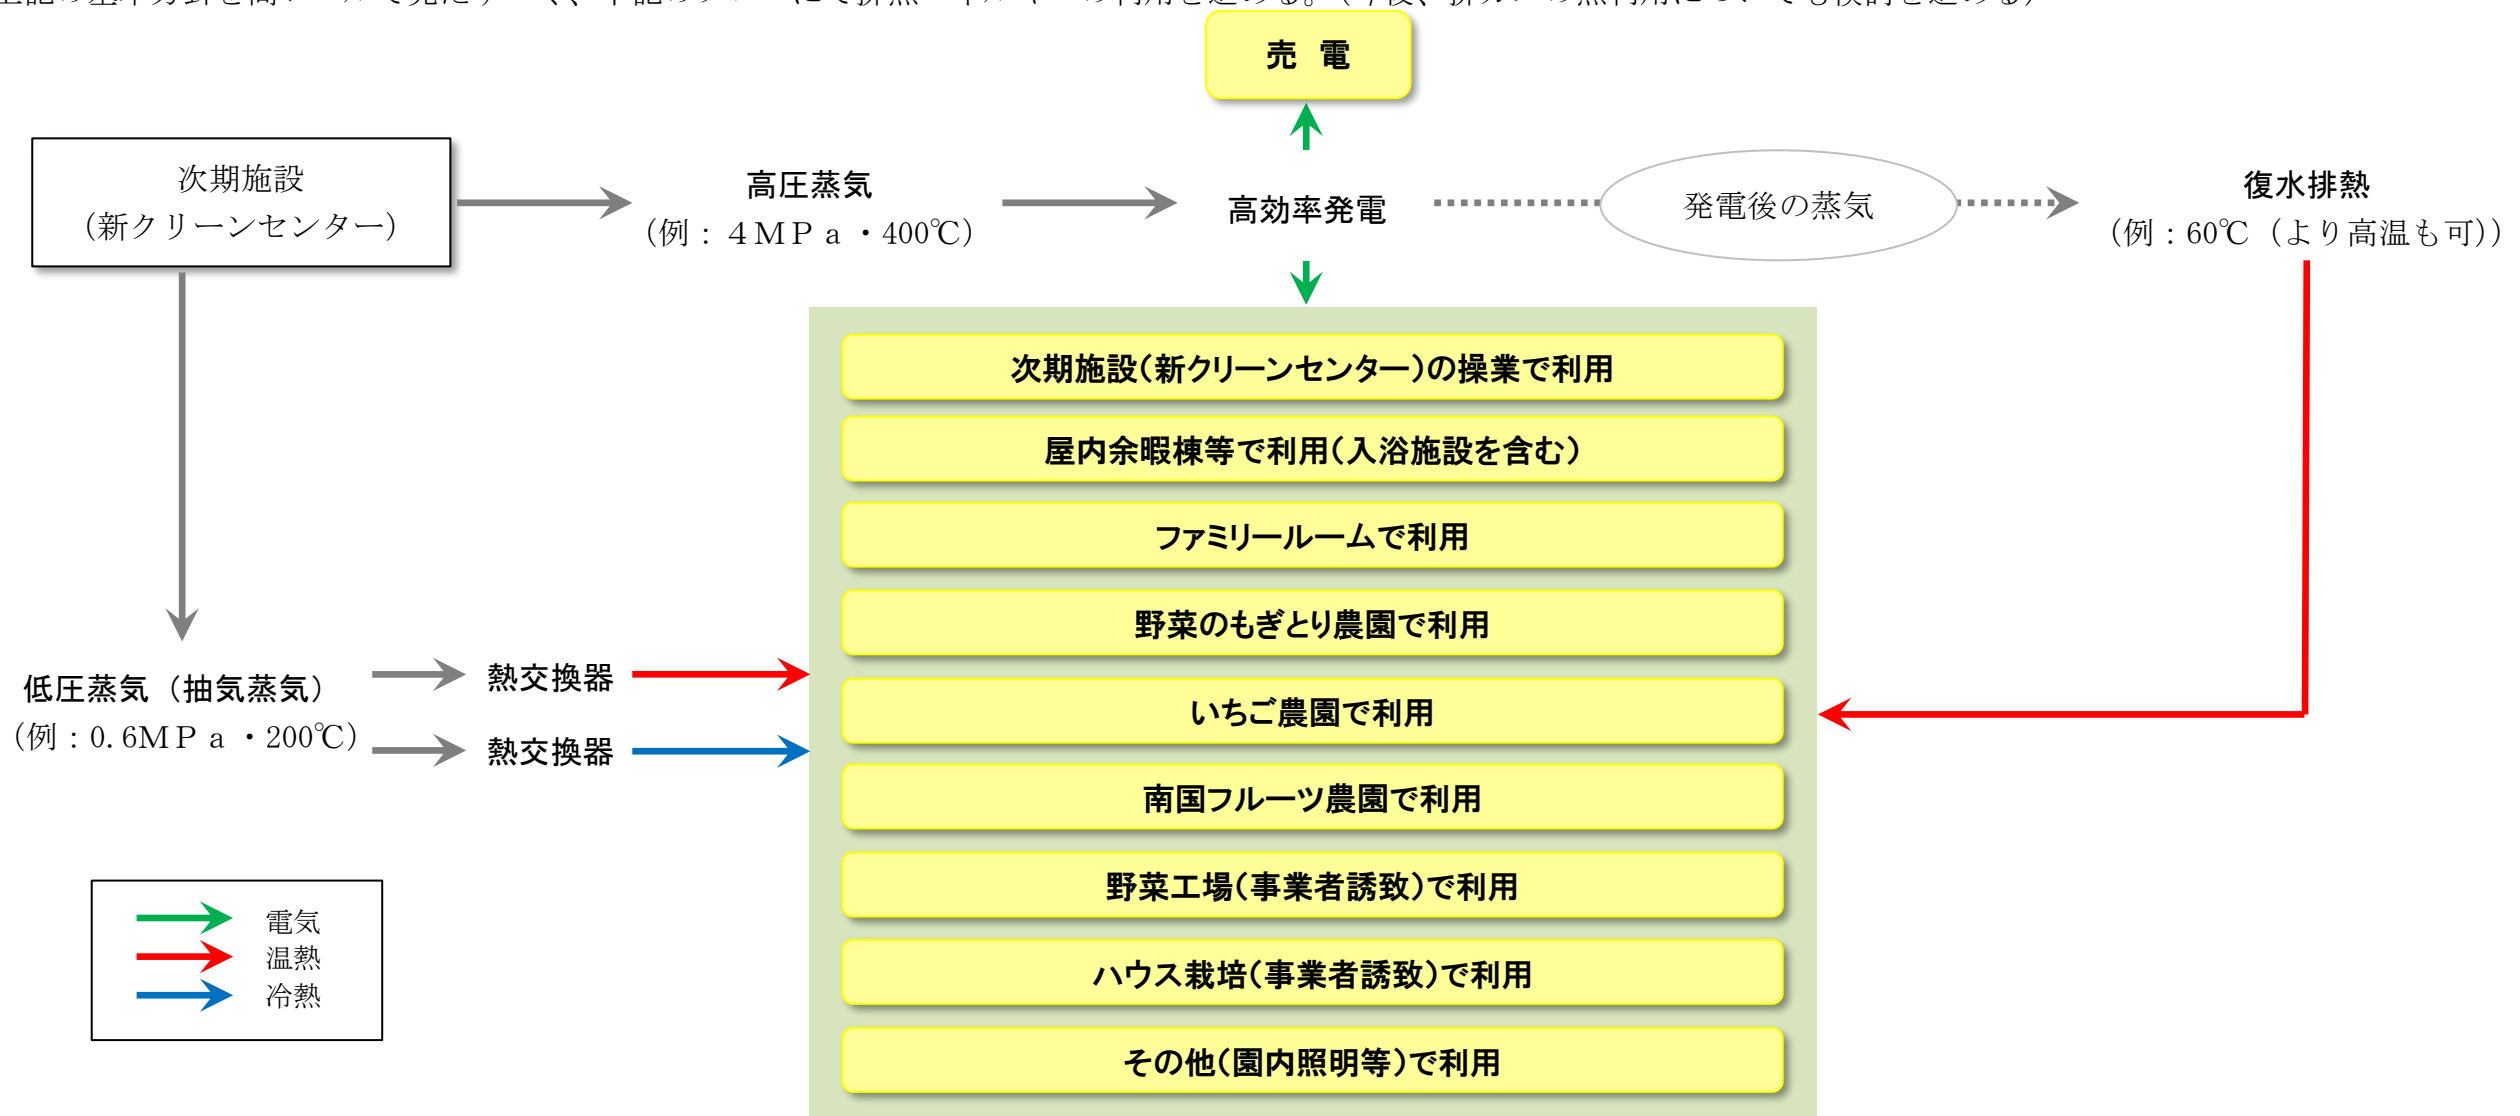 売　電
次期施設
（新クリーンセンター）
高圧蒸気
（例：４ＭＰａ・400℃）
高効率発電
発電後の蒸気
復水排熱
（例：60℃（より高温も可））
次期施設（新クリーンセンター）の操業で利用
屋内余暇棟等で利用（入浴施設を含む）
ファミリールームで利用
野菜のもぎとり農園で利用
いちご農園で利用
南国フルーツ農園で利用
野菜工場（事業者誘致）で利用
ハウス栽培（事業者誘致）で利用
その他（園内照明等）で利用
低圧蒸気（抽気蒸気）
（例：0.6ＭＰａ・200℃）
熱交換器
熱交換器
電気
温熱
冷熱